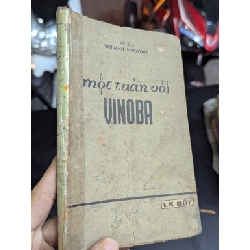 một tuần với
VINOBA
LÁ BỐI